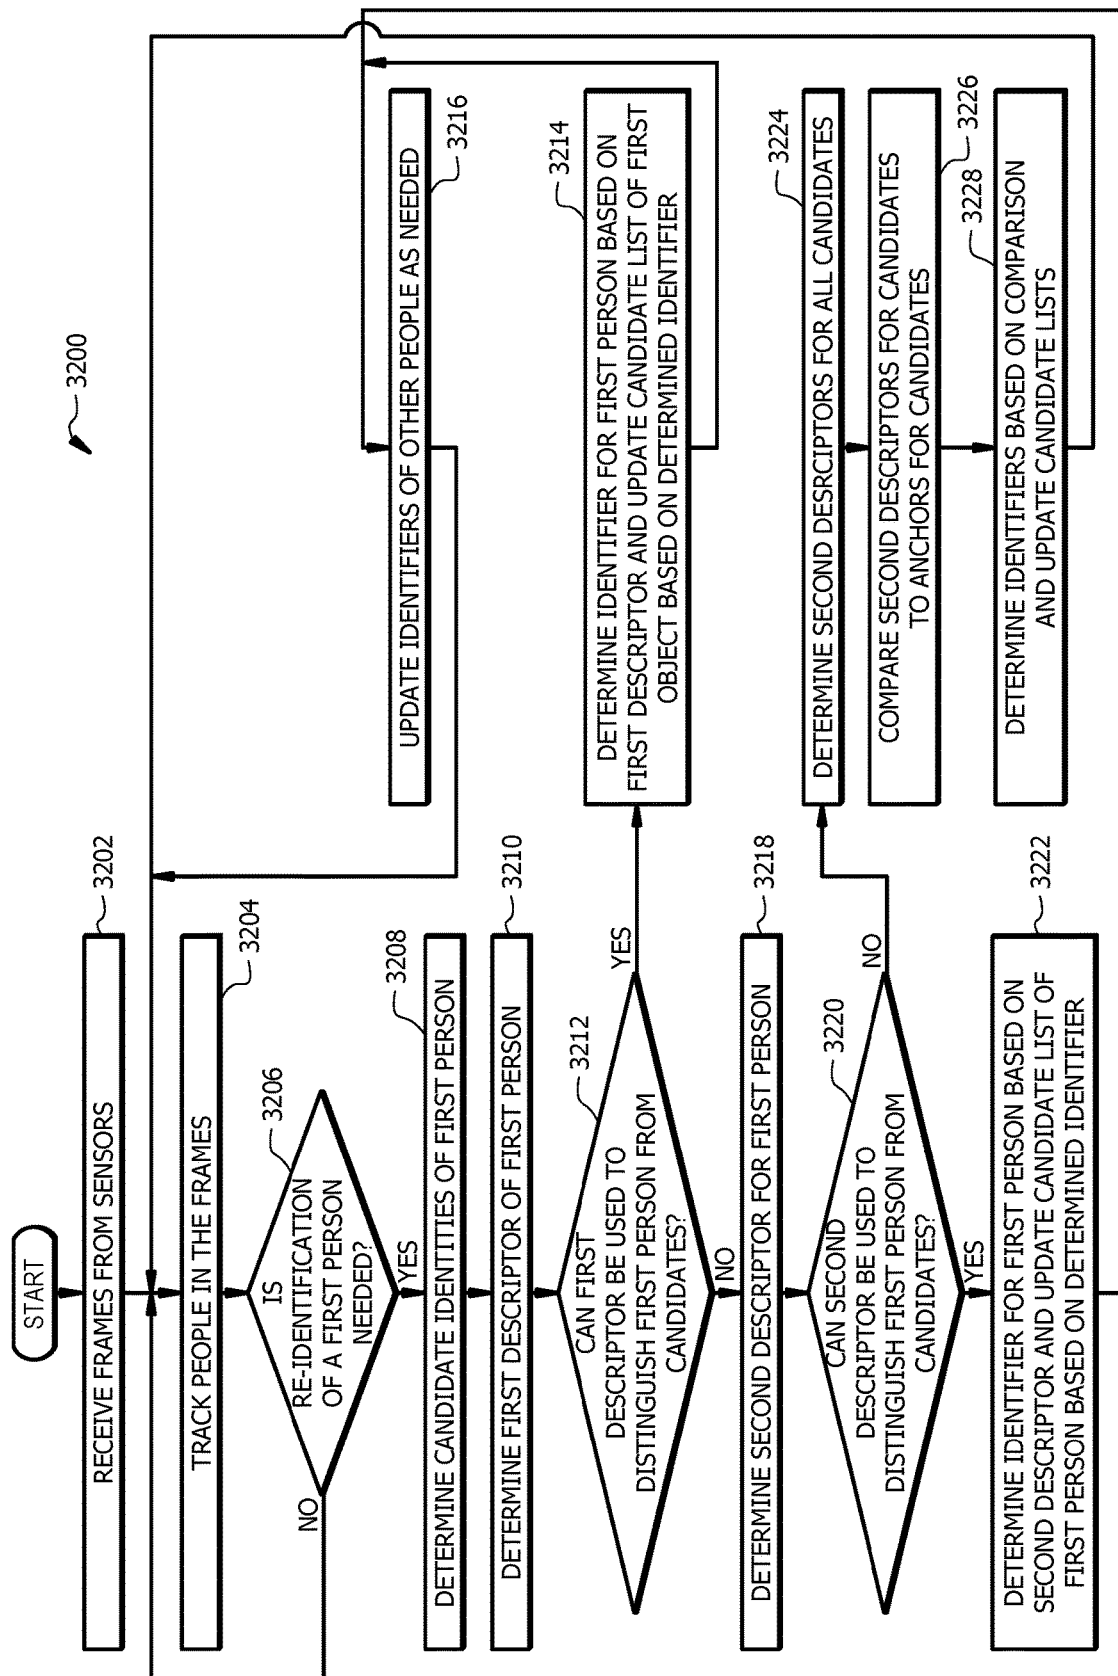 3200
START
RECEIVE FRAMES FROM SENSORS
3202
TRACK PEOPLE IN THE FRAMES
3204
IS
RE-IDENTIFICATION
OF A FIRST PERSON
NEEDED?
3206
NO
YES
DETERMINE CANDIDATE IDENTITIES OF FIRST PERSON
3208
DETERMINE FIRST DESCRIPTOR OF FIRST PERSON
3210
CAN FIRST
DESCRIPTOR BE USED TO
DISTINGUISH FIRST PERSON FROM
CANDIDATES?
3212
YES
NO
DETERMINE SECOND DESCRIPTOR FOR FIRST PERSON
3218
CAN SECOND
DESCRIPTOR BE USED TO
DISTINGUISH FIRST PERSON FROM
CANDIDATES?
3220
NO
YES
DETERMINE IDENTIFIER FOR FIRST PERSON BASED ON
SECOND DESCRIPTOR AND UPDATE CANDIDATE LIST OF
FIRST PERSON BASED ON DETERMINED IDENTIFIER
3222
UPDATE IDENTIFIERS OF OTHER PEOPLE AS NEEDED
3216
DETERMINE IDENTIFIER FOR FIRST PERSON BASED ON
FIRST DESCRIPTOR AND UPDATE CANDIDATE LIST OF FIRST
OBJECT BASED ON DETERMINED IDENTIFIER
3214
DETERMINE SECOND DESRCIPTORS FOR ALL CANDIDATES
3224
COMPARE SECOND DESCRIPTORS FOR CANDIDATES
TO ANCHORS FOR CANDIDATES
3226
DETERMINE IDENTIFIERS BASED ON COMPARISON
AND UPDATE CANDIDATE LISTS
3228